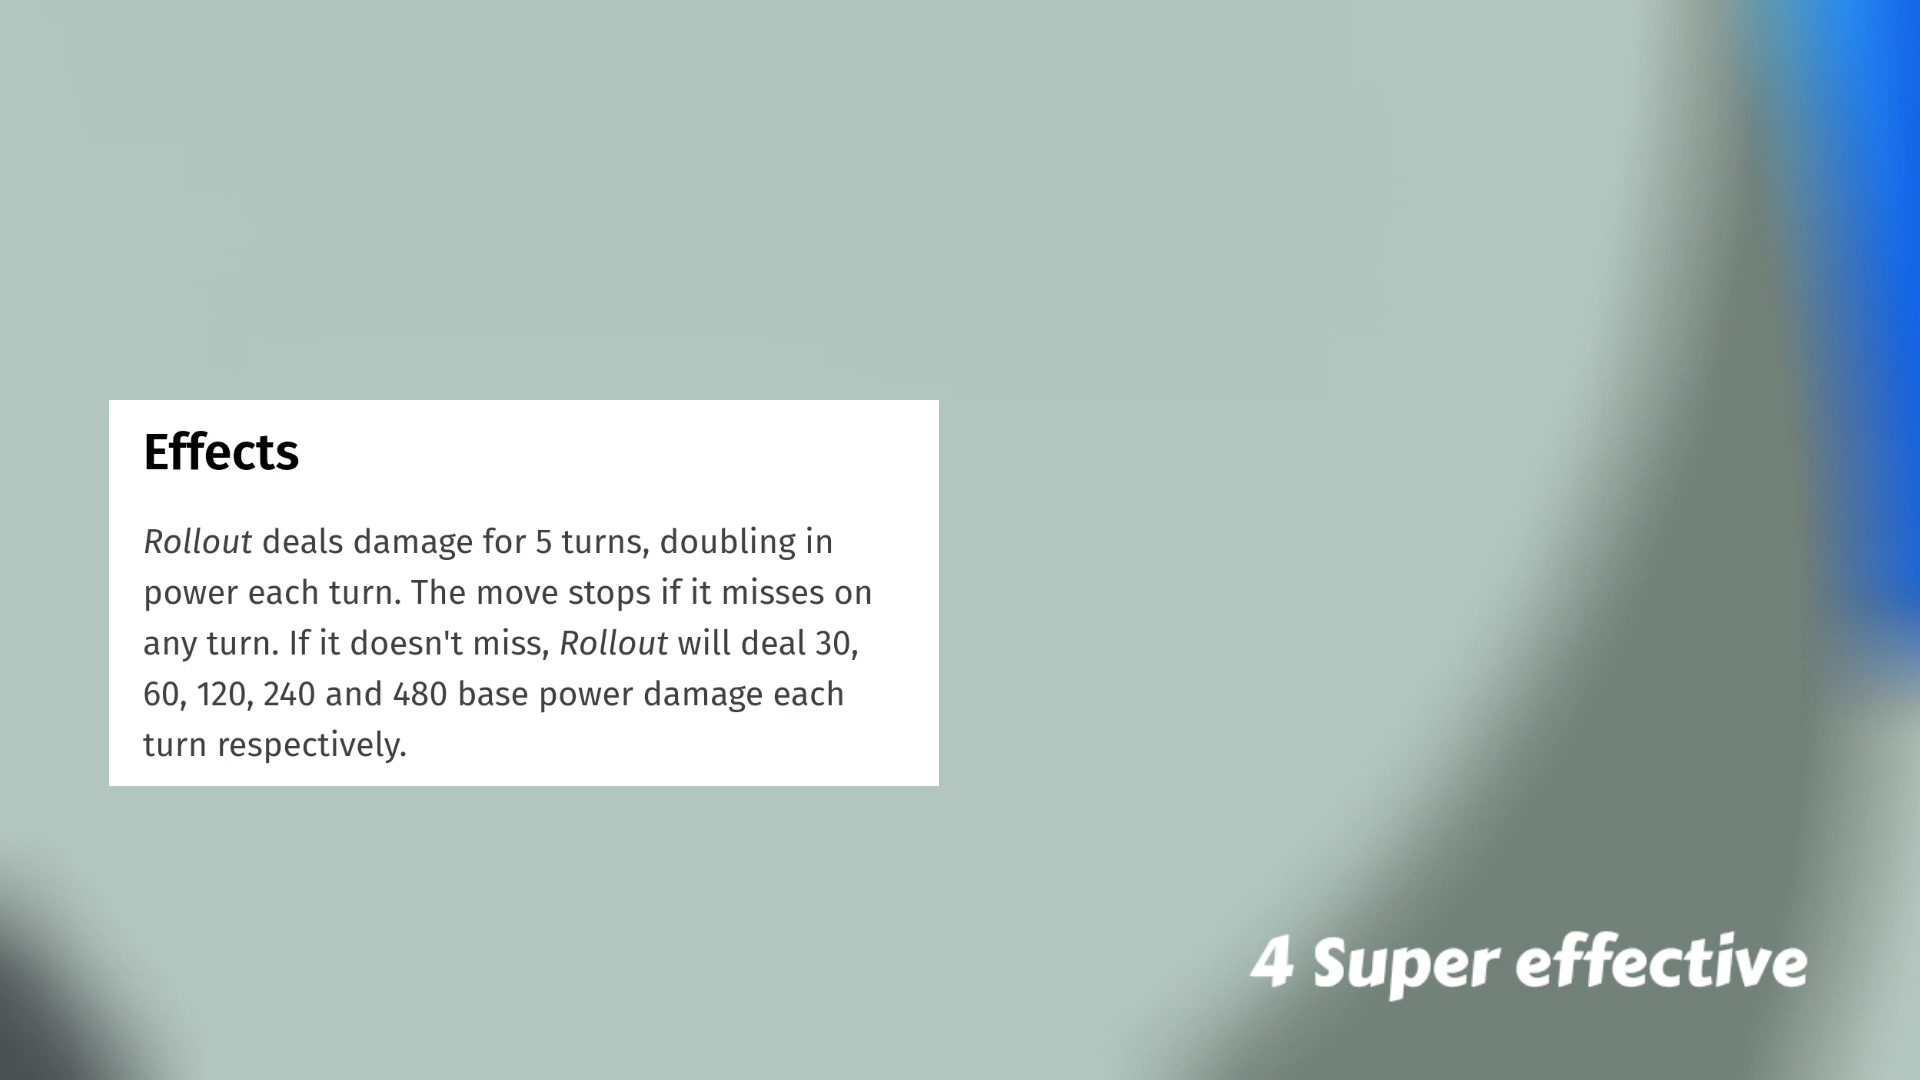 Effects
Rollout deals damage for 5 turns, doubling in
power each turn. The move stops if it misses on
any turn. If it doesn't miss, Rollout will deal 30,
60, 120, 240 and 480 base power damage each
turn respectively.
4 Super effective